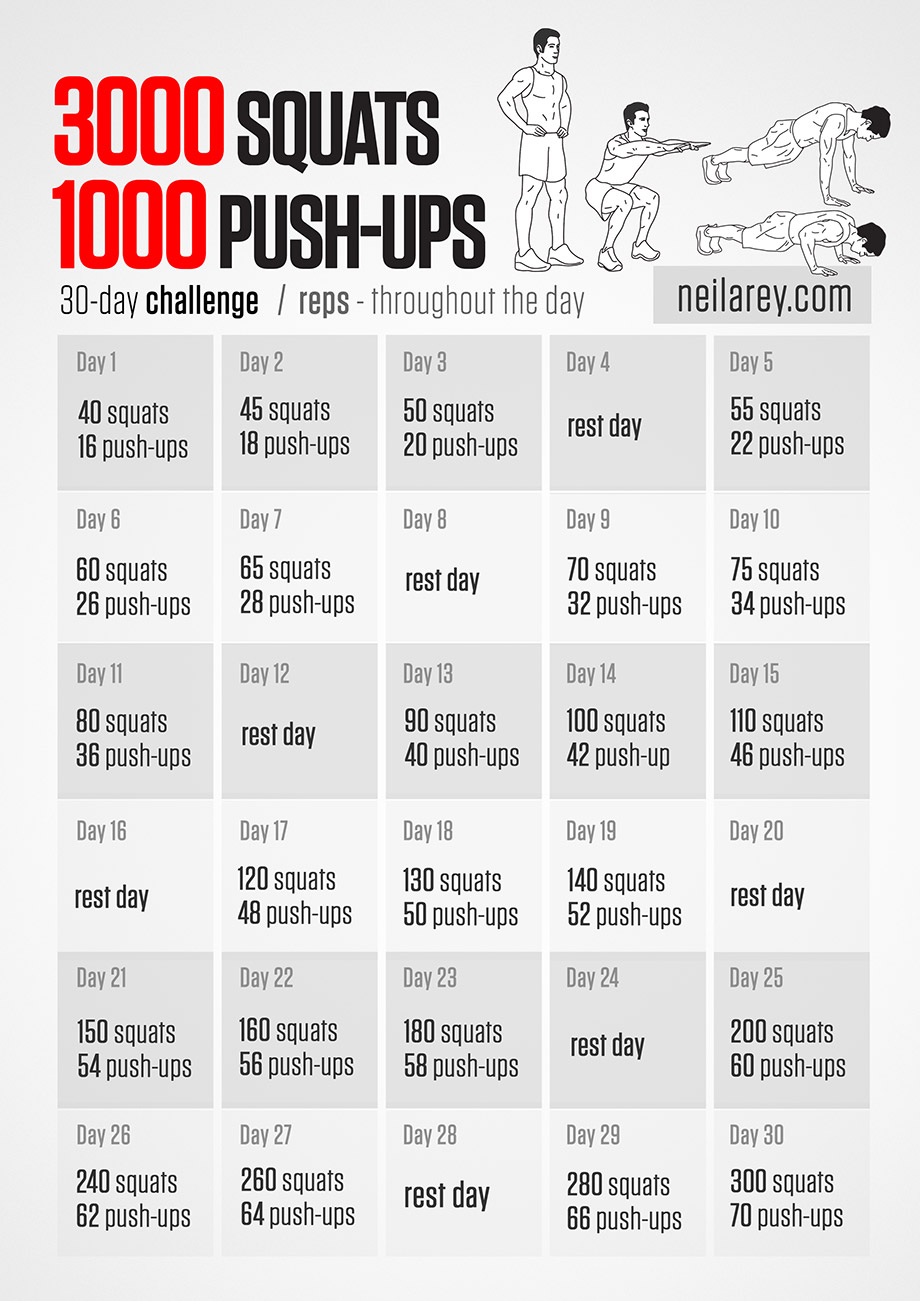 3000 SQUATS
1000 PUSH-UPS
30-day challenge / reps - throughout the day
neilarey.com
Day 1
40 squats
16 push-ups
Day 2
45 squats
18 push-ups
Day 3
50 squats
20 push-ups
Day 4
rest day
Day 5
55 squats
22 push-ups
Day 6
60 squats
26 push-ups
Day 7
65 squats
28 push-ups
Day 8
rest day
Day 9
70 squats
32 push-ups
Day 10
75 squats
34 push-ups
Day 11
80 squats
36 push-ups
Day 12
rest day
Day 13
90 squats
40 push-ups
Day 14
100 squats
42 push-up
Day 15
110 squats
46 push-ups
Day 16
rest day
Day 17
120 squats
48 push-ups
Day 18
130 squats
50 push-ups
Day 19
140 squats
52 push-ups
Day 20
rest day
Day 21
150 squats
54 push-ups
Day 22
160 squats
56 push-ups
Day 23
180 squats
58 push-ups
Day 24
rest day
Day 25
200 squats
60 push-ups
Day 26
240 squats
62 push-ups
Day 27
260 squats
64 push-ups
Day 28
rest day
Day 29
280 squats
66 push-ups
Day 30
300 squats
70 push-ups